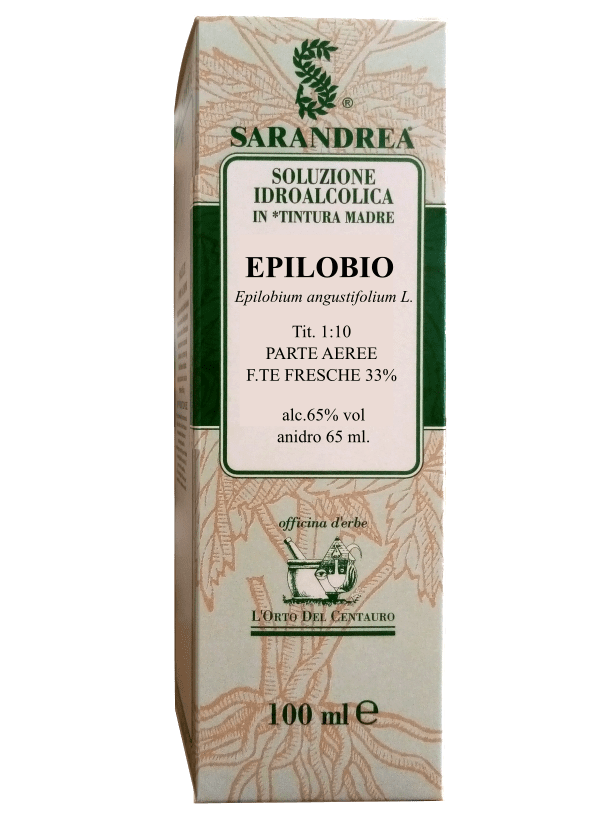 ®
SARANDREA
SOLUZIONE
IDROALCOLICA
IN *TINTURA MADRE
EPILOBIO
Epilobium angustifolium L.
Tit. 1:10
PARTE AEREE
F.TE FRESCHE 33%
alc.65% vol
anidro 65 ml.
officina d'erbe
L'ORTO DEL CENTAURO
100 ml e